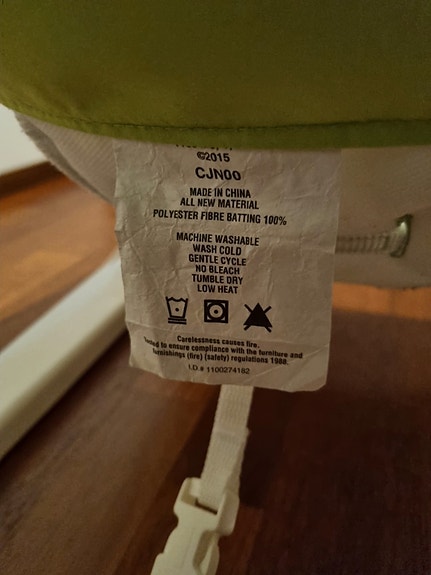 ©2015
CJN00
MADE IN CHINA
ALL NEW MATERIAL
POLYESTER FIBRE BATTING 100%
MACHINE WASHABLE
WASH COLD
GENTLE CYCLE
NO BLEACH
TUMBLE DRY
LOW HEAT
Carelessness causes fire.
to ensure compliance with the furniture and
furnishings (fire) (safety) regulations 1988.
I.D.# 1100274182